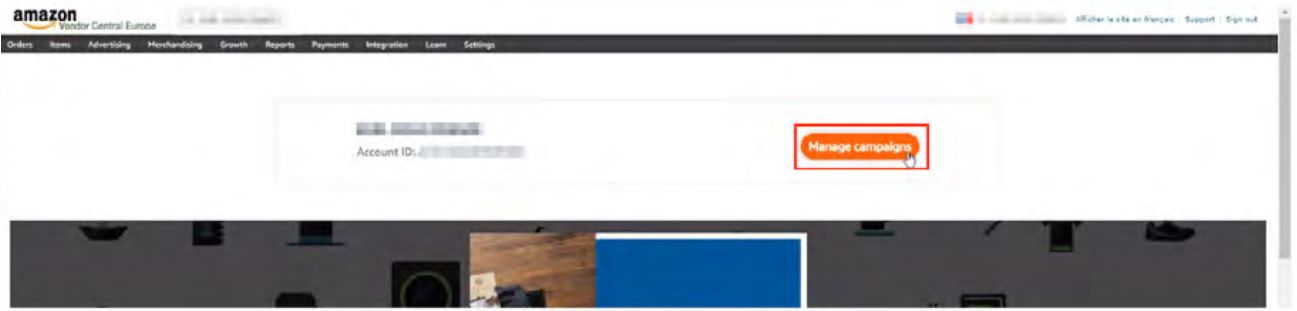 amazon
Vendor Central Europe
Afficher le site en français | Support | Sign out
Orders Items Advertising Merchandising Growth Reports Payments Integration Learn Settings
Account ID:
Manage campaigns